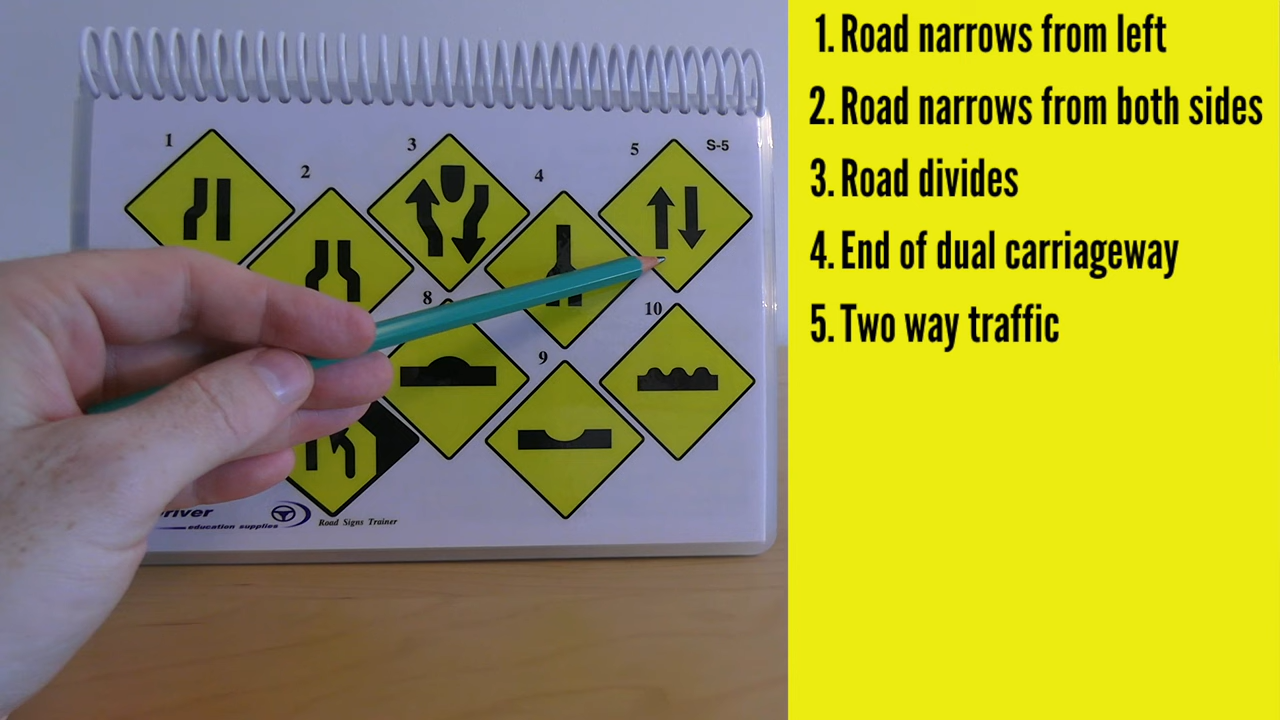 1
2
3
4
5
S-5
8
9
10
river
education supplies
Road Signs Trainer
1. Road narrows from left
2. Road narrows from both sides
3. Road divides
4. End of dual carriageway
5. Two way traffic